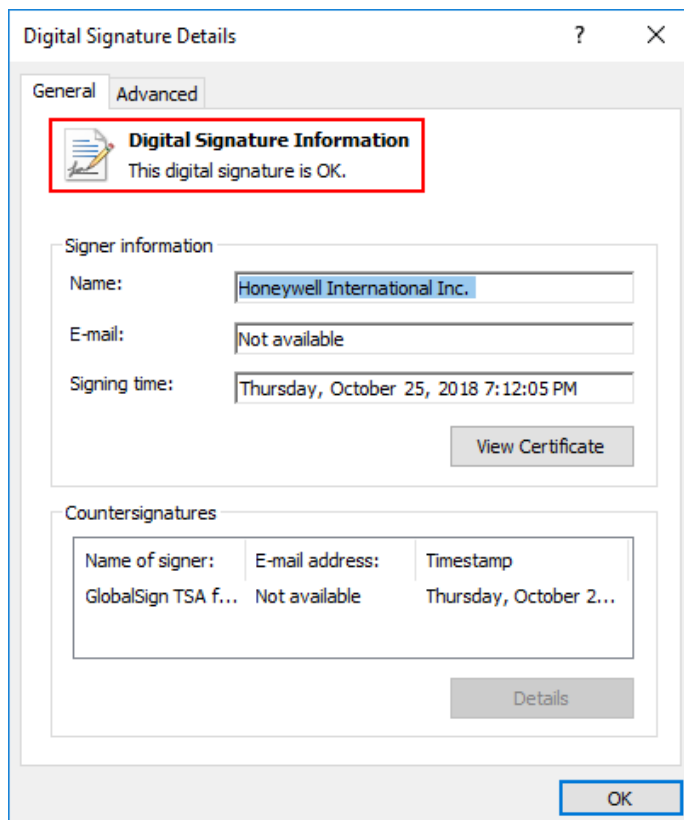 Digital Signature Details ?
General Advanced
Digital Signature Information
This digital signature is OK.
Signer information
Name: Honeywell International Inc.
E-mail: Not available
Signing time: Thursday, October 25, 2018 7:12:05 PM
View Certificate
Countersignatures
Name of signer: E-mail address: Timestamp
GlobalSign TSA f... Not available Thursday, October 2...
Details
OK